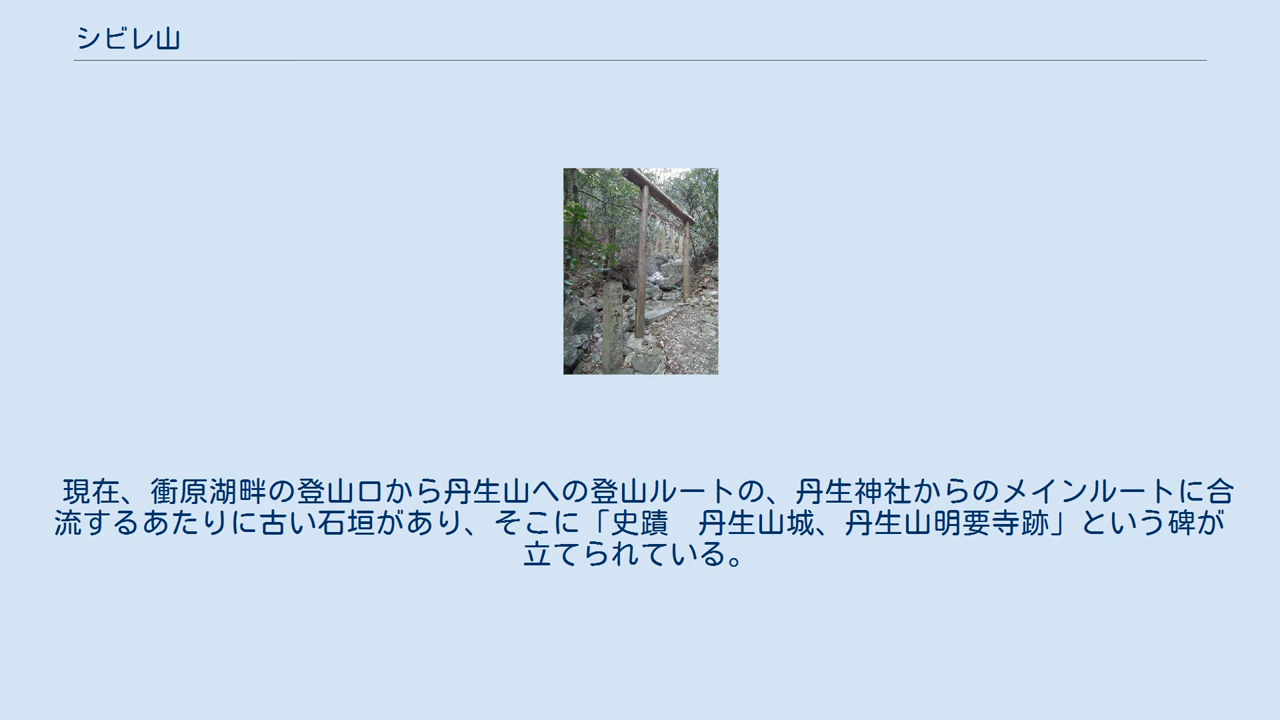 シビレ山
現在、衝原湖畔の登山口から丹生山への登山ルートの、丹生神社からのメインルートに合
流するあたりに古い石垣があり、そこに「史蹟　丹生山城、丹生山明要寺跡」という碑が
立てられている。